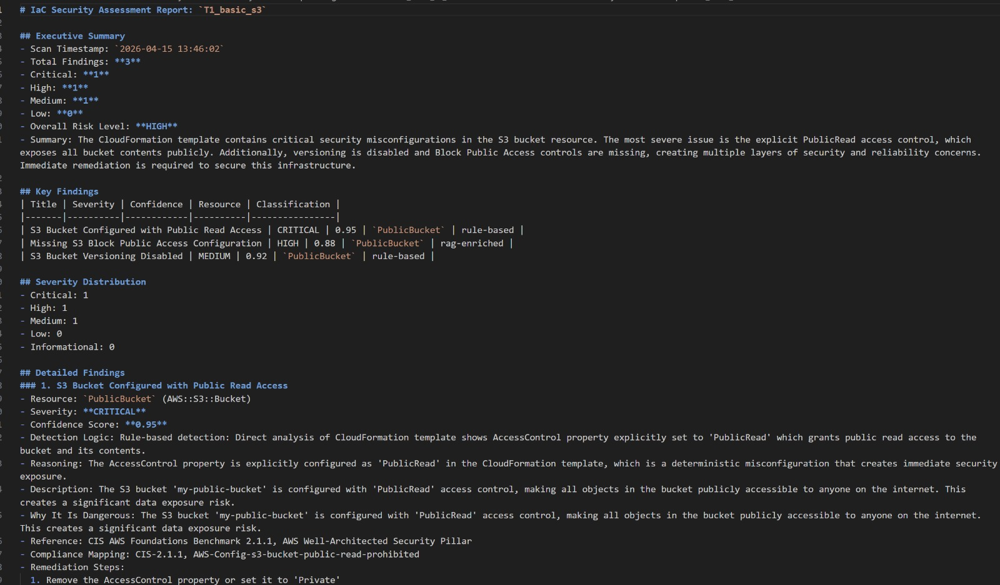 # IaC Security Assessment Report: `T1_basic_s3`
## Executive Summary
- Scan Timestamp: `2026-04-15 13:46:02`
- Total Findings: **3**
- Critical: **1**
- High: **1**
- Medium: **1**
- Low: **0**
- Overall Risk Level: **HIGH**
- Summary: The CloudFormation template contains critical security misconfigurations in the S3 bucket resource. The most severe issue is the explicit PublicRead access control, which
exposes all bucket contents publicly. Additionally, versioning is disabled and Block Public Access controls are missing, creating multiple layers of security and reliability concerns.
Immediate remediation is required to secure this infrastructure.
## Key Findings
| Title | Severity | Confidence | Resource | Classification |
|-------|----------|------------|----------|----------------|
| S3 Bucket Configured with Public Read Access | CRITICAL | 0.95 | `PublicBucket` | rule-based |
| Missing S3 Block Public Access Configuration | HIGH | 0.88 | `PublicBucket` | rag-enriched |
| S3 Bucket Versioning Disabled | MEDIUM | 0.92 | `PublicBucket` | rule-based |
## Severity Distribution
- Critical: 1
- High: 1
- Medium: 1
- Low: 0
- Informational: 0
## Detailed Findings
### 1. S3 Bucket Configured with Public Read Access
- Resource: `PublicBucket` (AWS::S3::Bucket)
- Severity: **CRITICAL**
- Confidence Score: **0.95**
- Detection Logic: Rule-based detection: Direct analysis of CloudFormation template shows AccessControl property explicitly set to 'PublicRead' which grants public read access to the
bucket and its contents.
- Reasoning: The AccessControl property is explicitly configured as 'PublicRead' in the CloudFormation template, which is a deterministic misconfiguration that creates immediate security
exposure.
- Description: The S3 bucket 'my-public-bucket' is configured with 'PublicRead' access control, making all objects in the bucket publicly accessible to anyone on the internet. This
creates a significant data exposure risk.
- Why It Is Dangerous: The S3 bucket 'my-public-bucket' is configured with 'PublicRead' access control, making all objects in the bucket publicly accessible to anyone on the internet.
This creates a significant data exposure risk.
- Reference: CIS AWS Foundations Benchmark 2.1.1, AWS Well-Architected Security Pillar
- Compliance Mapping: CIS-2.1.1, AWS-Config-s3-bucket-public-read-prohibited
- Remediation Steps:
1. Remove the AccessControl property or set it to 'Private'